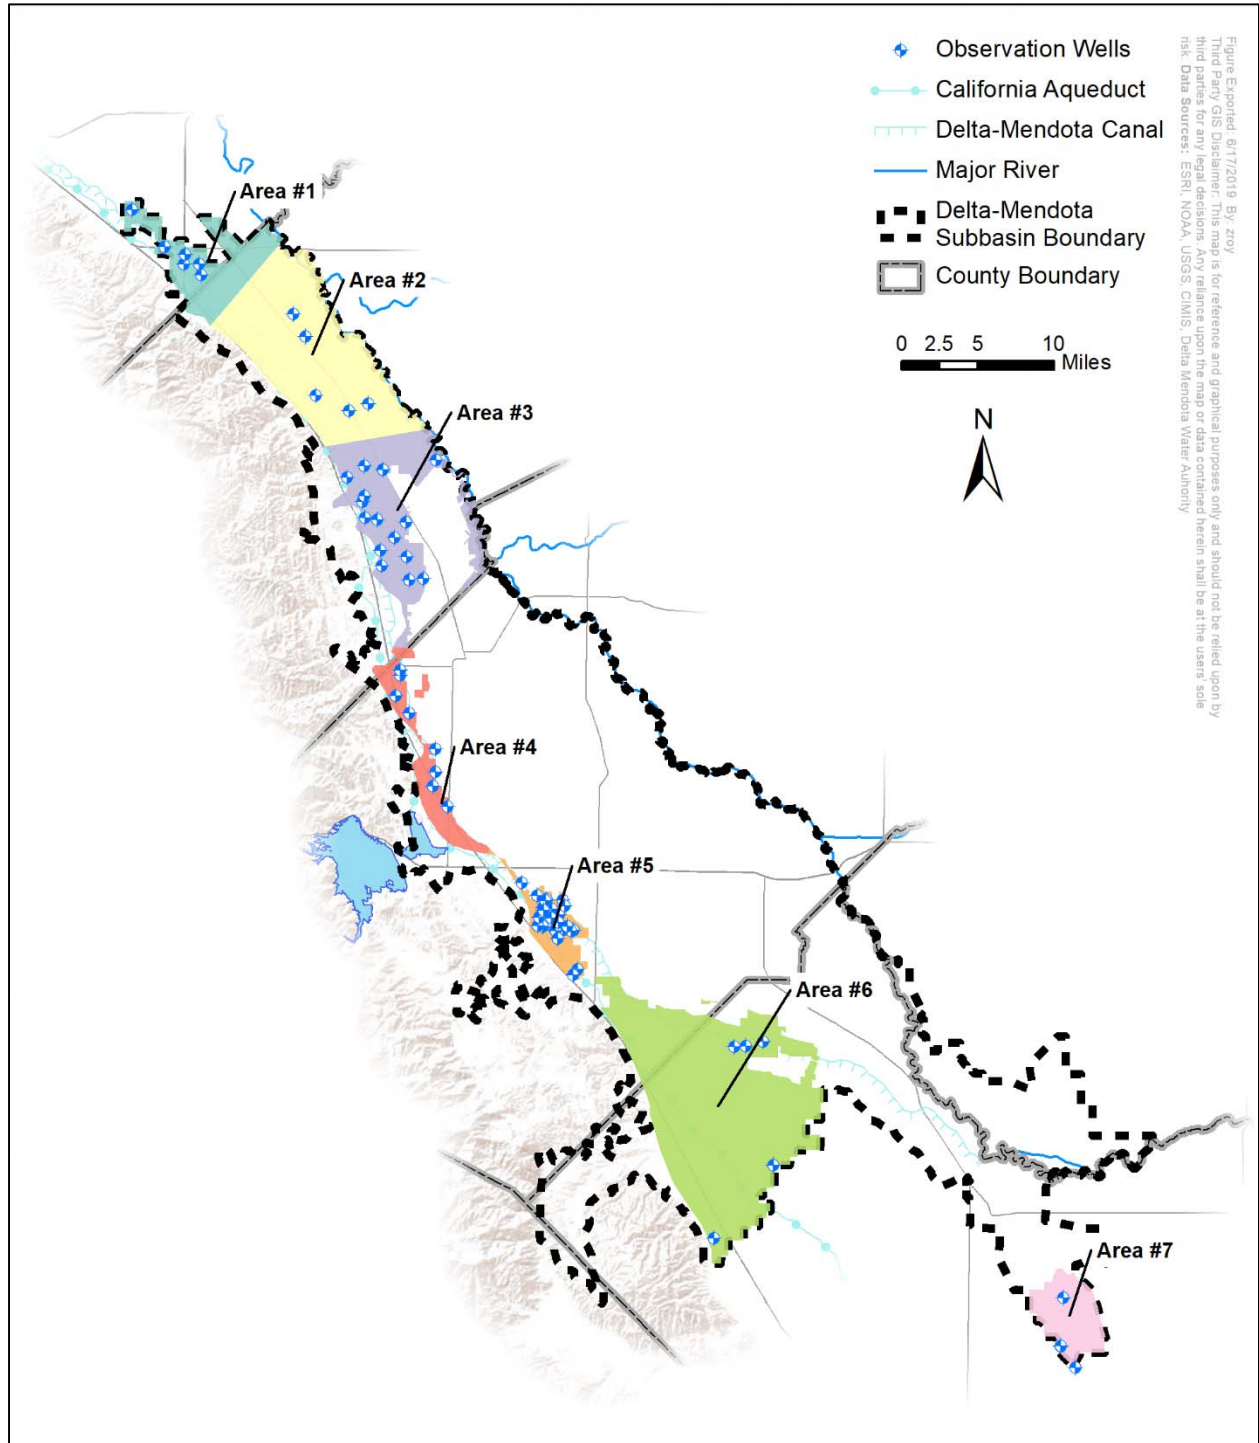 Observation Wells
California Aqueduct
Delta-Mendota Canal
Major River
Delta-Mendota
Subbasin Boundary
County Boundary
0 2.5 5 10
Miles
N
Area #1
Area #2
Area #3
Area #4
Area #5
Area #6
Area #7
Figure Exported: 6/17/2019 By: zroy
Third Party GIS Disclaimer: This map is for reference and graphical purposes only and should not be relied upon by
third parties for any legal decisions. Any reliance upon the map or data contained herein shall be at the users' sole
risk. Data Sources: ESRI, NOAA, USGS, CIMIS, Delta Mendota Water Auhority